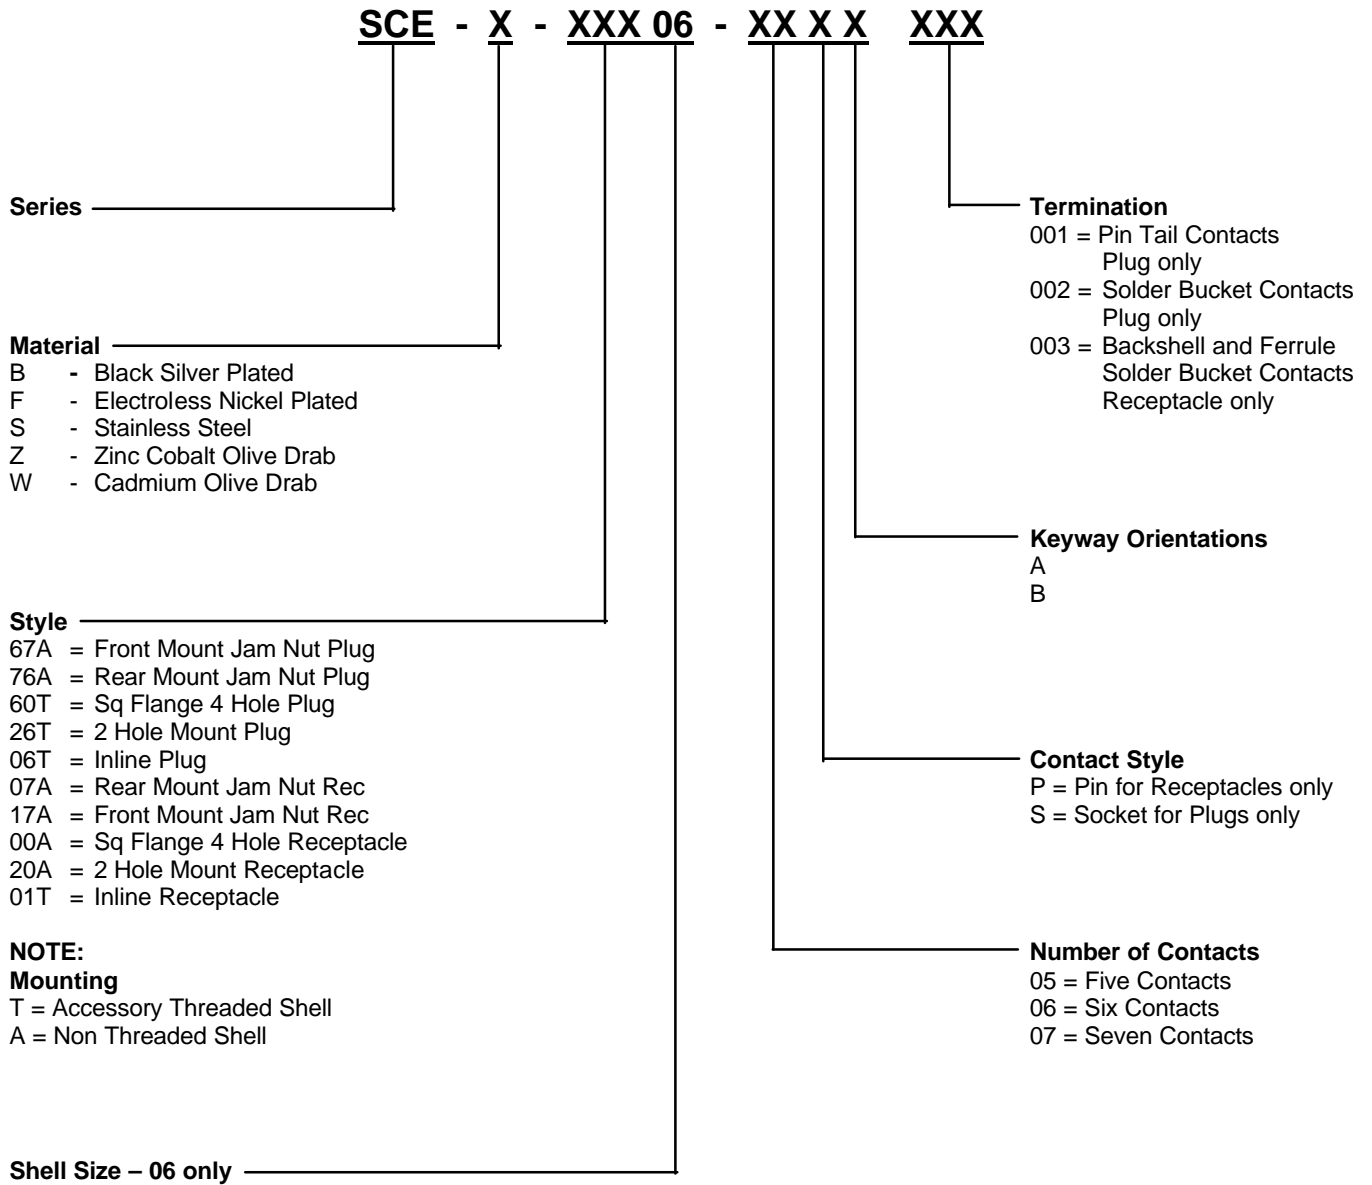 SCE - X - XXX 06 - XX X X XXX
Series
Material
B - Black Silver Plated
F - Electroless Nickel Plated
S - Stainless Steel
Z - Zinc Cobalt Olive Drab
W - Cadmium Olive Drab
Style
67A = Front Mount Jam Nut Plug
76A = Rear Mount Jam Nut Plug
60T = Sq Flange 4 Hole Plug
26T = 2 Hole Mount Plug
06T = Inline Plug
07A = Rear Mount Jam Nut Rec
17A = Front Mount Jam Nut Rec
00A = Sq Flange 4 Hole Receptacle
20A = 2 Hole Mount Receptacle
01T = Inline Receptacle
NOTE:
Mounting
T = Accessory Threaded Shell
A = Non Threaded Shell
Shell Size – 06 only
Termination
001 = Pin Tail Contacts
Plug only
002 = Solder Bucket Contacts
Plug only
003 = Backshell and Ferrule
Solder Bucket Contacts
Receptacle only
Keyway Orientations
A
B
Contact Style
P = Pin for Receptacles only
S = Socket for Plugs only
Number of Contacts
05 = Five Contacts
06 = Six Contacts
07 = Seven Contacts